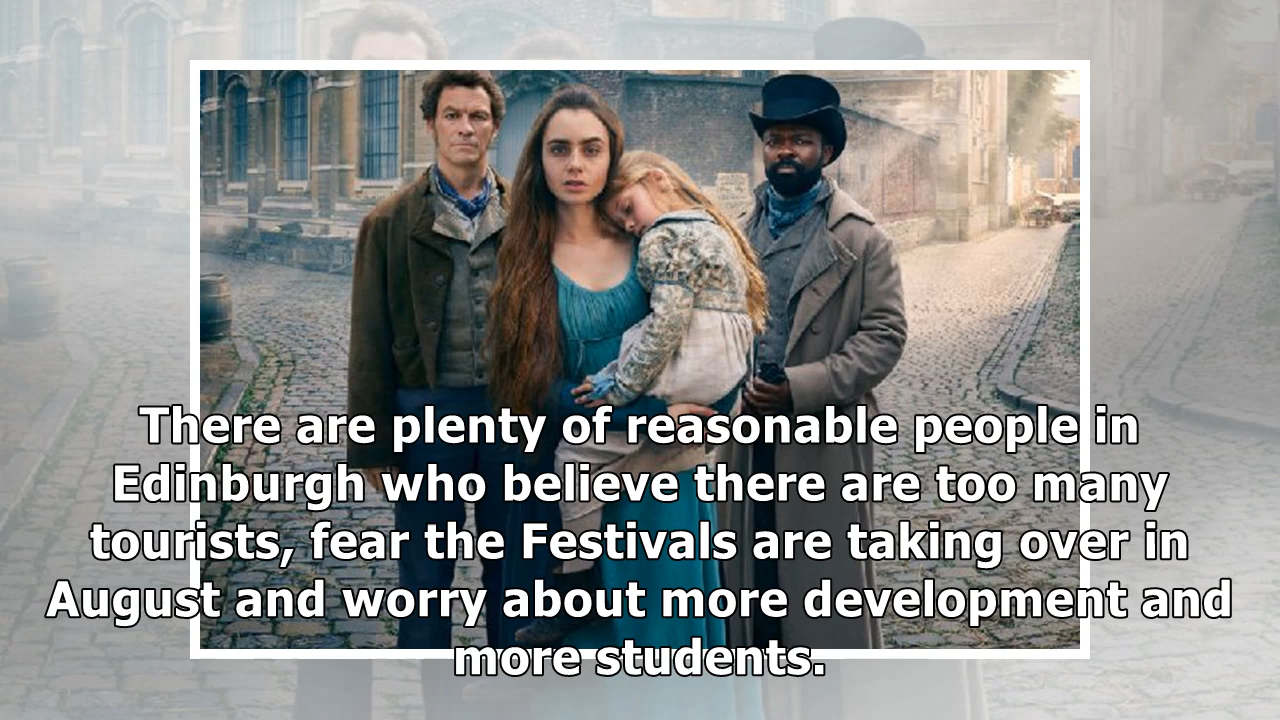 There are plenty of reasonable people in
Edinburgh who believe there are too many
tourists, fear the Festivals are taking over in
August and worry about more development and
more students.